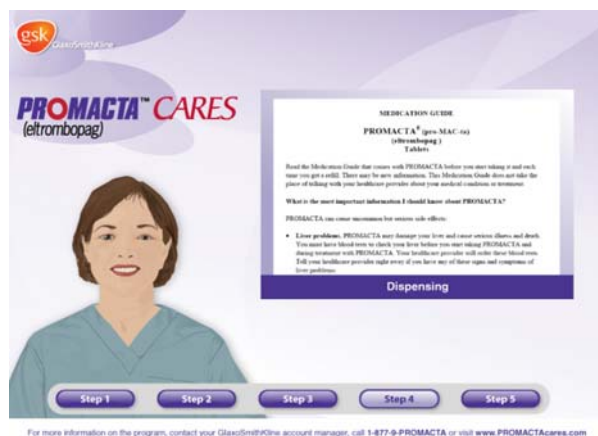 gsk
GlaxoSmithKline
PROMACTA™ CARES
(eltrombopag)
MEDICATION GUIDE
PROMACTA® (pro-MAC-ta)
(eltrombopag )
Tablets
Read the Medication Guide that comes with PROMACTA before you start taking it and each
time you get a refill. There may be new information. This Medication Guide does not take the
place of talking with your healthcare provider about your medical condition or treatment.
What is the most important information I should know about PROMACTA?
PROMACTA can cause uncommon but serious side effects:
• Liver problems. PROMACTA may damage your liver and cause serious illness and death.
You must have blood tests to check your liver before you start taking PROMACTA and
during treatment with PROMACTA. Your healthcare provider will order these blood tests.
Tell your healthcare provider right away if you have any of these signs and symptoms of
liver problems:
Dispensing
Step 1
Step 2
Step 3
Step 4
Step 5
For more information on the program, contact your GlaxoSmithKline account manager, call 1-877-9-PROMACTA or visit www.PROMACTAcares.com